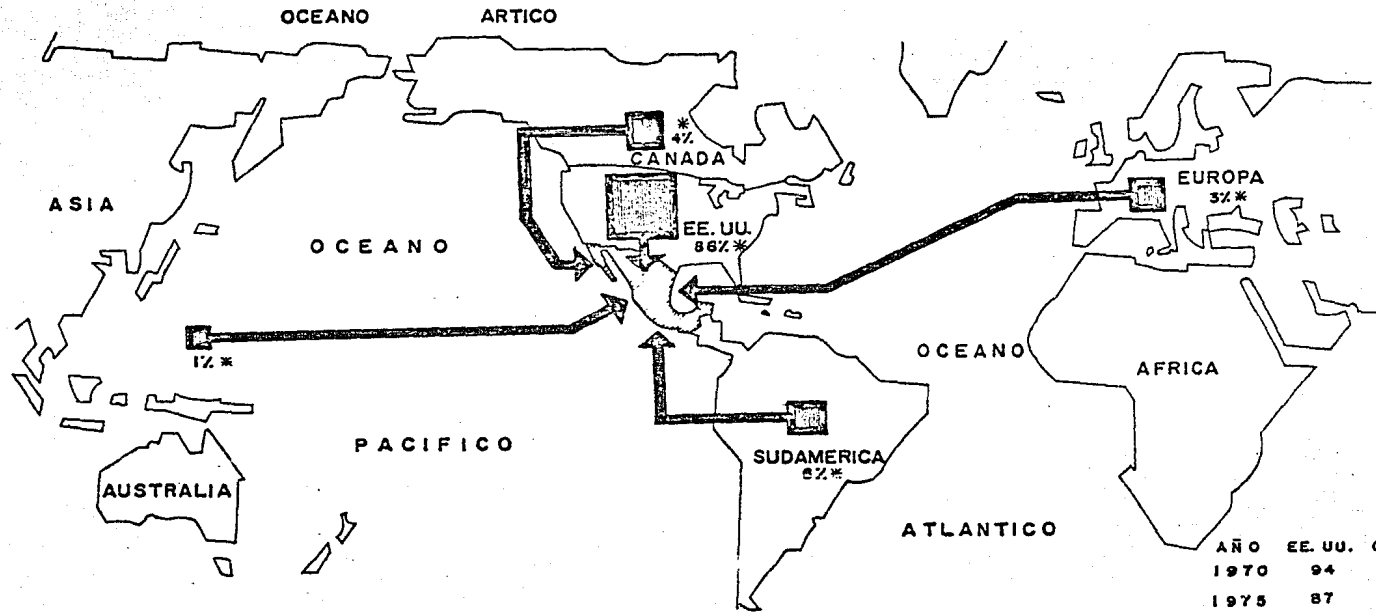 OCEANO ARTICO
* 4%
CANADA
ASIA
EUROPA
3% *
OCEANO
EE. UU.
86% *
1% *
OCEANO
AFRICA
PACIFICO
SUDAMERICA
6% *
AUSTRALIA
ATLANTICO
AÑO EE. UU.
1970 94
1975 87